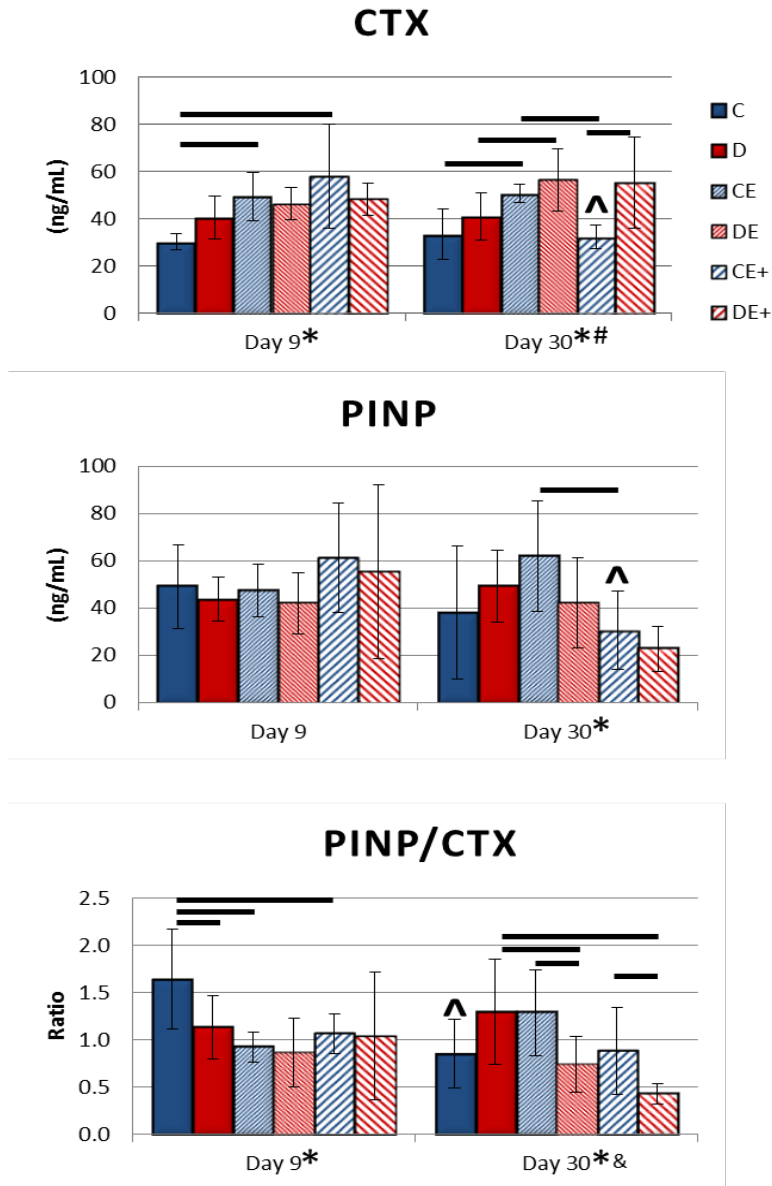 CTX
100
80
60
40
20
0
(ng/mL)
^
Day 9*
Day 30*#
C
D
CE
DE
CE+
DE+
PINP
100
80
60
40
20
0
(ng/mL)
^
Day 9
Day 30*
PINP/CTX
2.5
2.0
1.5
1.0
0.5
0.0
Ratio
^
Day 9*
Day 30*&